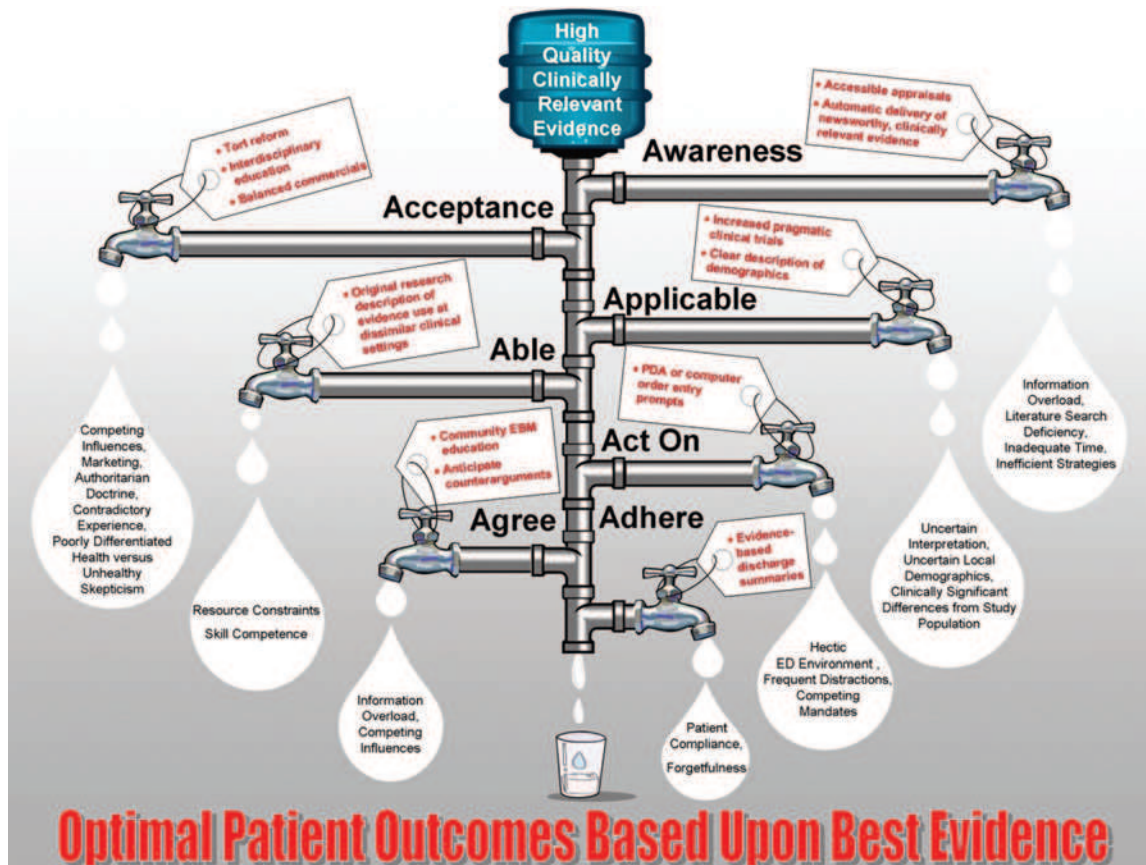 High
Quality
Clinically
Relevant
Evidence
Awareness
• Accessible appraisals
• Automatic delivery of
newsworthy, clinically
relevant evidence
Information
Overload,
Literature Search
Deficiency,
Inadequate Time,
Inefficient Strategies
Acceptance
• Tort reform
• Interdisciplinary
education
• Balanced commercials
Competing
Influences,
Marketing,
Authoritarian
Doctrine,
Contradictory
Experience,
Poorly Differentiated
Health versus
Unhealthy
Skepticism
Applicable
• Increased pragmatic
clinical trials
• Clear description of
demographics
Uncertain
Interpretation,
Uncertain Local
Demographics,
Clinically Significant
Differences from Study
Population
Able
• Original research
description of
evidence use at
dissimilar clinical
settings
Resource Constraints
Skill Competence
Act On
• PDA or computer
order entry
prompts
Hectic
ED Environment ,
Frequent Distractions,
Competing
Mandates
Agree
• Community EBM
education
• Anticipate
counterarguments
Information
Overload,
Competing
Influences
Adhere
• Evidence-
based
discharge
summaries
Patient
Compliance,
Forgetfulness
Optimal Patient Outcomes Based Upon Best Evidence